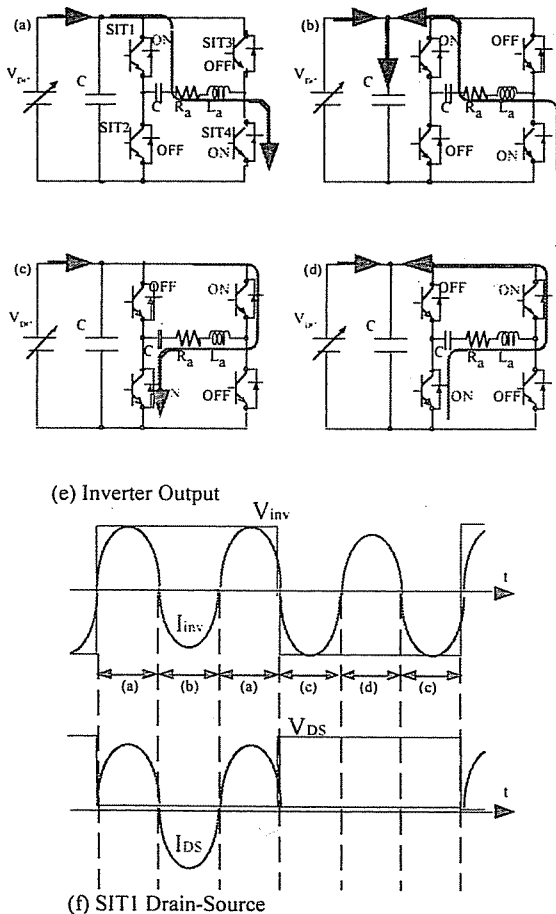 (a)
SIT1
ON
SIT3
OFF
C
C
Ra
La
SIT2
OFF
SIT4
ON
(b)
ON
OFF
VDC
C
C
Ra
La
OFF
ON
(c)
OFF
ON
C
C
Ra
La
OFF
(d)
OFF
ON
C
C
Ra
La
ON
OFF
(e) Inverter Output
Vinv
t
Iinv
(a) (b) (a) (c) (d) (c)
VDS
t
IDS
(f) SIT1 Drain-Source